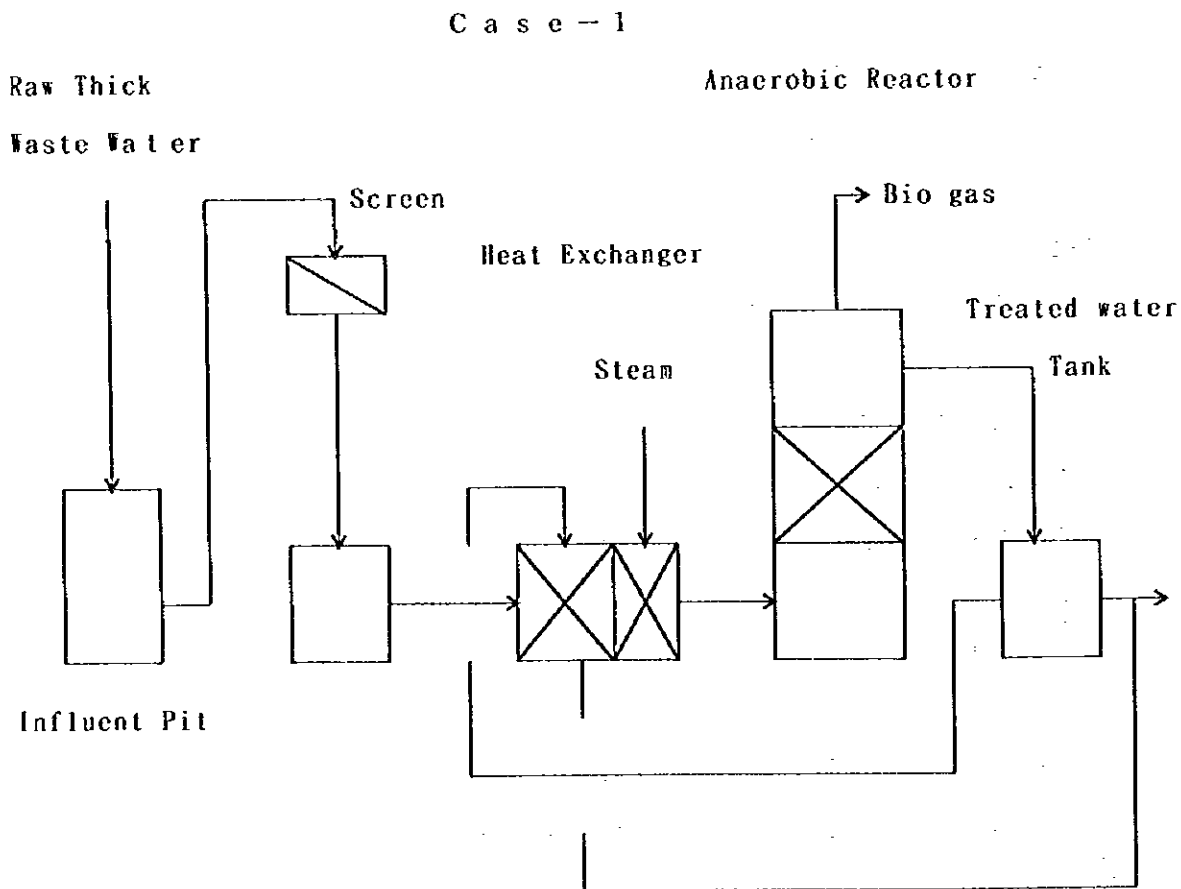 Case-1
Raw Thick
Waste Water
Anaerobic Reactor
Screen
Bio gas
Heat Exchanger
Treated water
Tank
Steam
Influent Pit